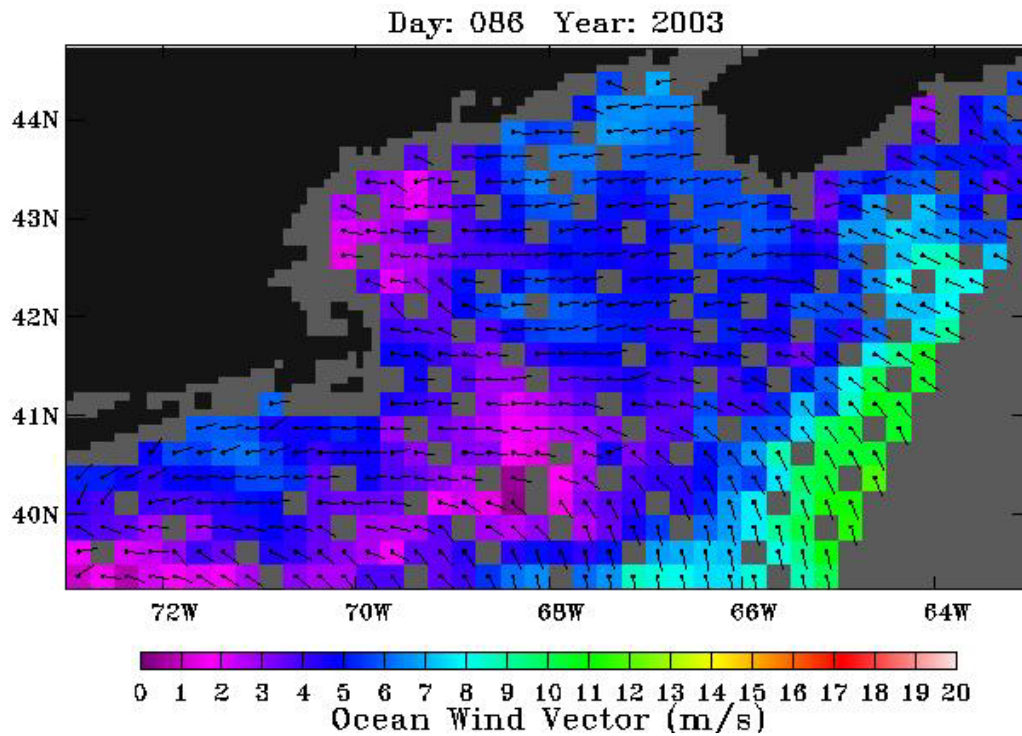 Day: 086 Year: 2003
44N
43N
42N
41N
40N
72W 70W 68W 66W 64W
0 1 2 3 4 5 6 7 8 9 10 11 12 13 14 15 16 17 18 19 20
Ocean Wind Vector (m/s)